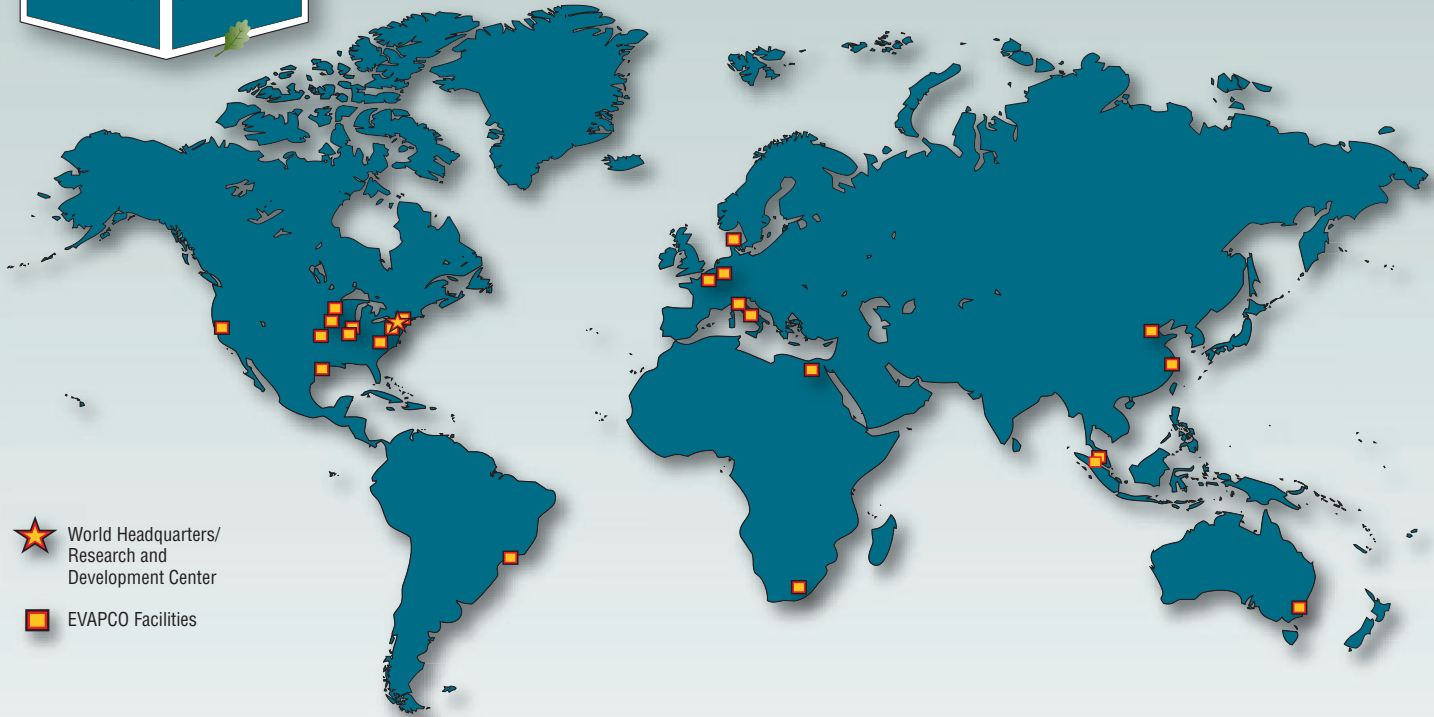 World Headquarters/
Research and
Development Center
EVAPCO Facilities